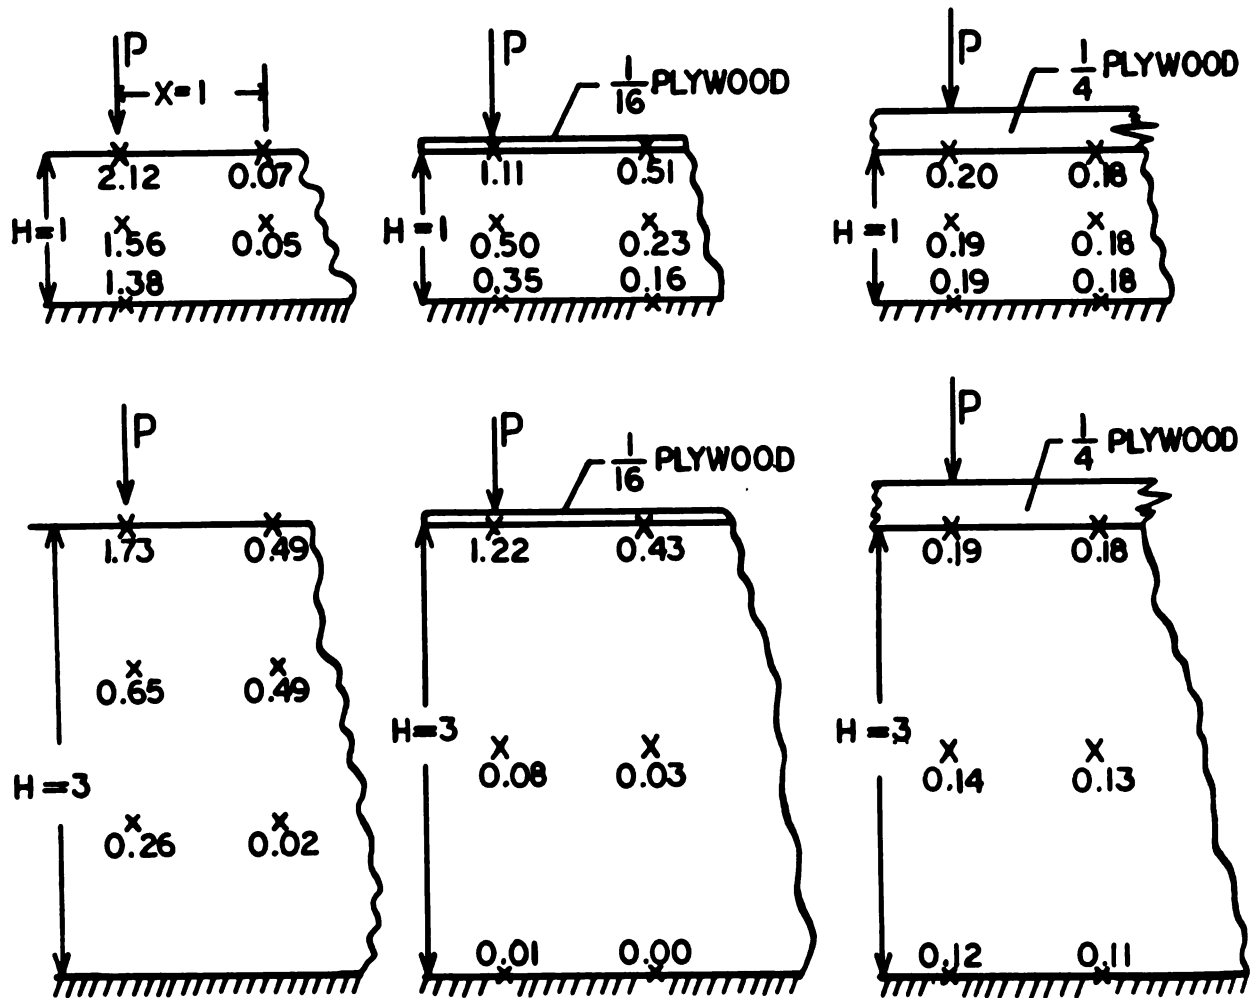 P
X=1
2.12 0.07
H=1
1.56 0.05
1.38
P
1/16 PLYWOOD
1.11 0.51
H=1
0.50 0.23
0.35 0.16
P
1/4 PLYWOOD
0.20 0.18
H=1
0.19 0.18
0.19 0.18
P
1.73 0.49
0.65 0.49
H=3
0.26 0.02
P
1/16 PLYWOOD
1.22 0.43
H=3
0.08 0.03
0.01 0.00
P
1/4 PLYWOOD
0.19 0.18
H=3
0.14 0.13
0.12 0.11